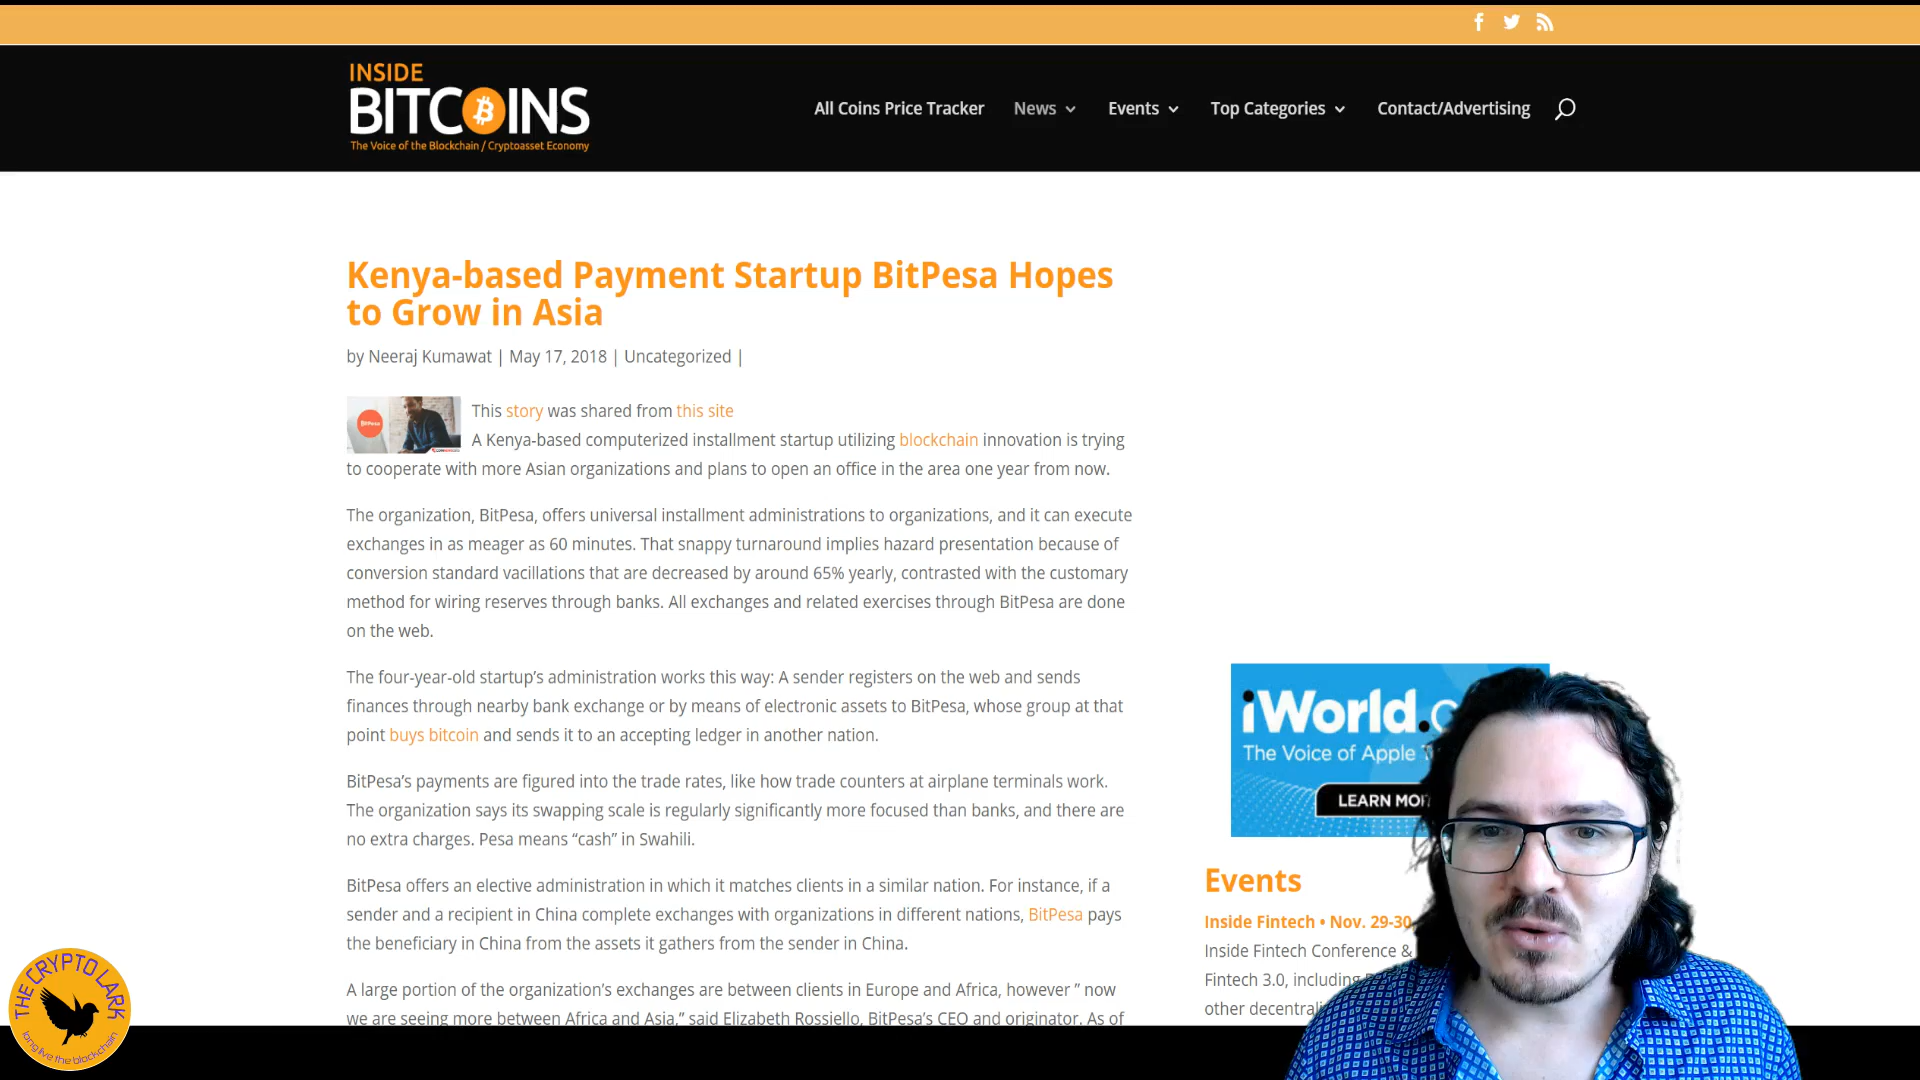 INSIDE
BITCOINS
The Voice of the Blockchain / Cryptoasset Economy
All Coins Price Tracker
News
Events
Top Categories
Contact/Advertising
Kenya-based Payment Startup BitPesa Hopes
to Grow in Asia
by Neeraj Kumawat | May 17, 2018 | Uncategorized |
BitPesa
This story was shared from this site
A Kenya-based computerized installment startup utilizing blockchain innovation is trying
to cooperate with more Asian organizations and plans to open an office in the area one year from now.
The organization, BitPesa, offers universal installment administrations to organizations, and it can execute
exchanges in as meager as 60 minutes. That snappy turnaround implies hazard presentation because of
conversion standard vacillations that are decreased by around 65% yearly, contrasted with the customary
method for wiring reserves through banks. All exchanges and related exercises through BitPesa are done
on the web.
The four-year-old startup’s administration works this way: A sender registers on the web and sends
finances through nearby bank exchange or by means of electronic assets to BitPesa, whose group at that
point buys bitcoin and sends it to an accepting ledger in another nation.
BitPesa’s payments are figured into the trade rates, like how trade counters at airplane terminals work.
The organization says its swapping scale is regularly significantly more focused than banks, and there are
no extra charges. Pesa means “cash” in Swahili.
BitPesa offers an elective administration in which it matches clients in a similar nation. For instance, if a
sender and a recipient in China complete exchanges with organizations in different nations, BitPesa pays
the beneficiary in China from the assets it gathers from the sender in China.
A large portion of the organization’s exchanges are between clients in Europe and Africa, however ” now
we are seeing more between Africa and Asia,” said Elizabeth Rossiello, BitPesa’s CEO and originator. As of
iWorld.
The Voice of Apple
LEARN
Events
Inside Fintech • Nov. 29-30
Inside Fintech Conference &
Fintech 3.0, including
other
THE CRYPTO LARK
long live the blockchain